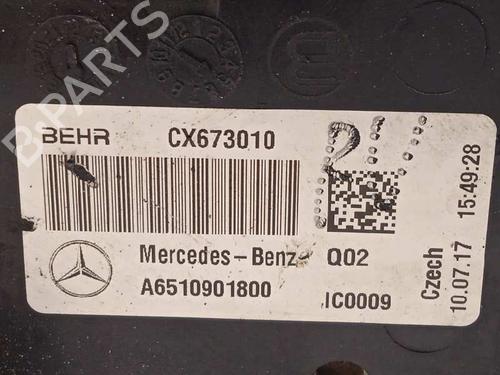 BEHR CX673010
Mercedes-Benz Q02
A6510901800 IC0009
Czech
10.07.17 15:49:28
B-PARTS